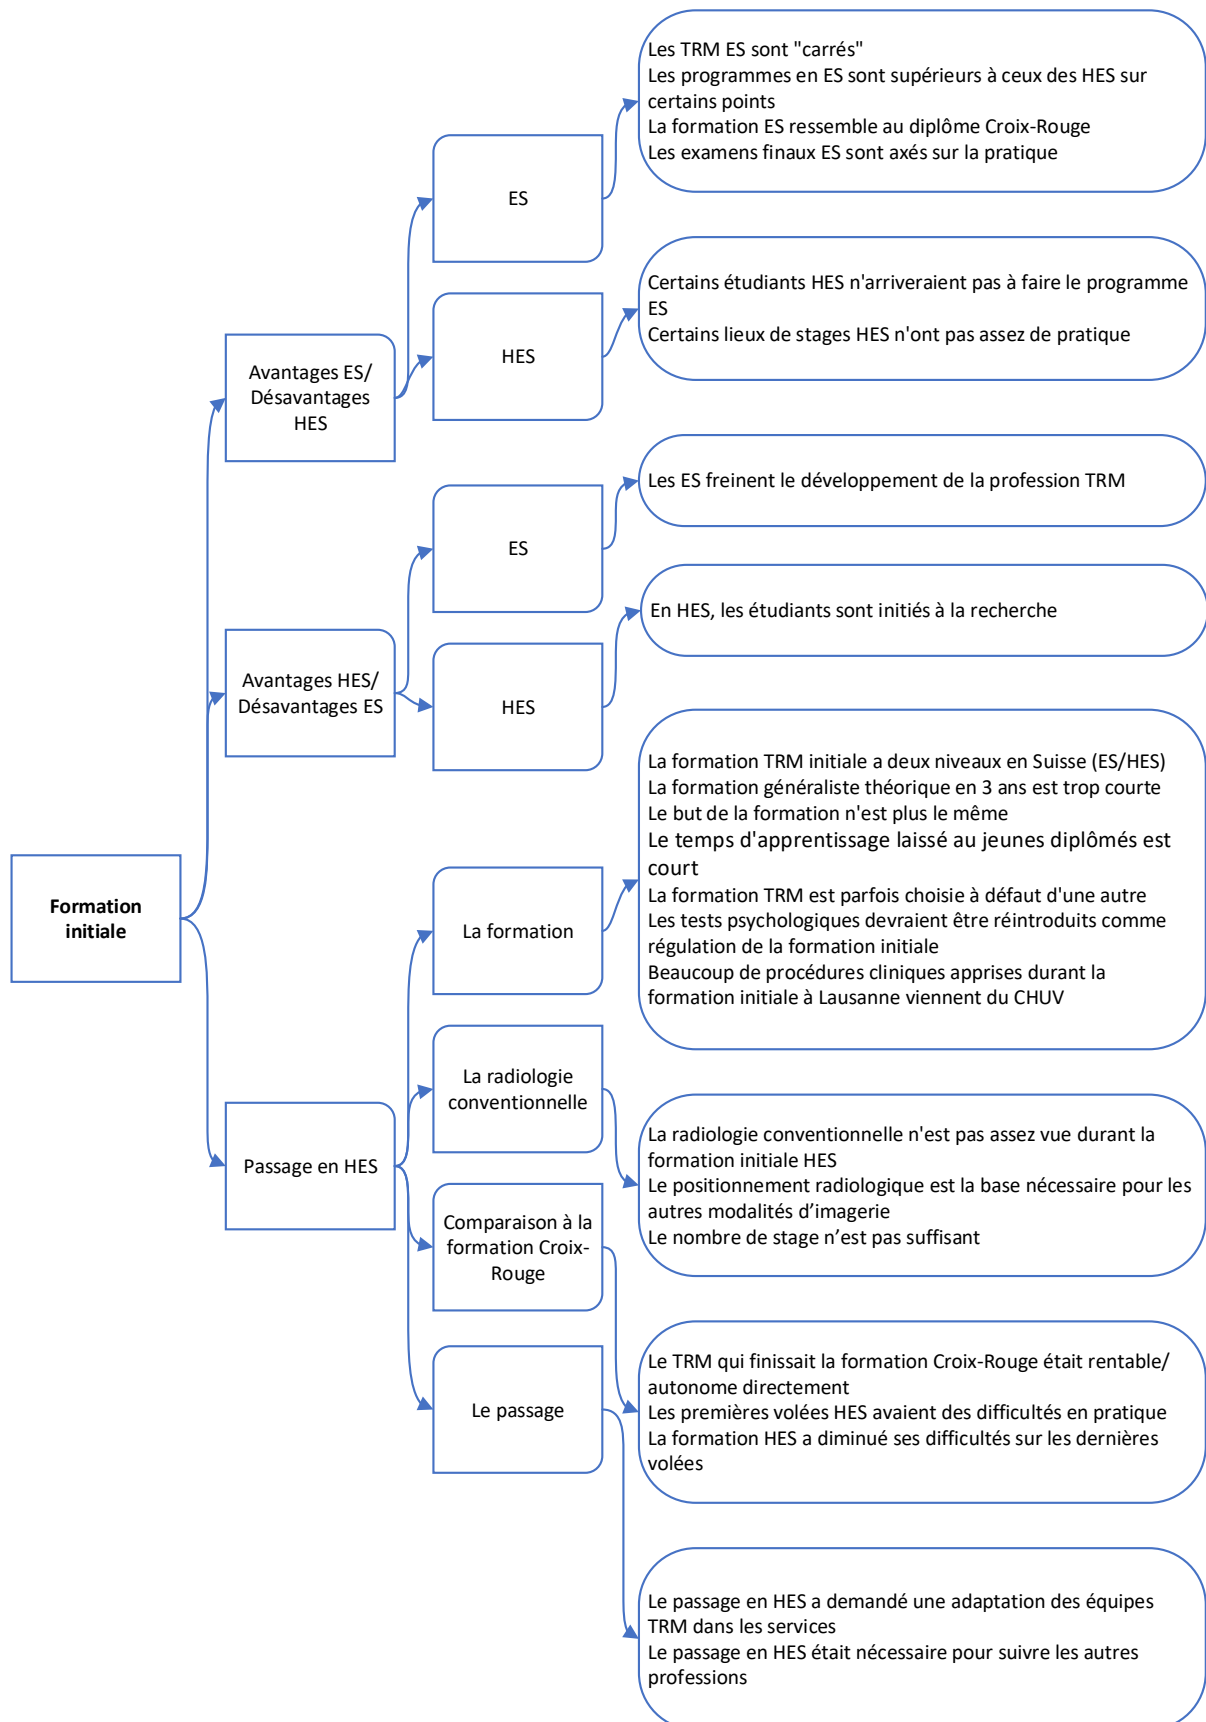 Les TRM ES sont "carrés"
Les programmes en ES sont supérieurs à ceux des HES sur
certains points
La formation ES ressemble au diplôme Croix-Rouge
Les examens finaux ES sont axés sur la pratique
ES
Certains étudiants HES n'arriveraient pas à faire le programme
ES
Certains lieux de stages HES n'ont pas assez de pratique
HES
Avantages ES/
Désavantages
HES
Les ES freinent le développement de la profession TRM
ES
En HES, les étudiants sont initiés à la recherche
HES
Avantages HES/
Désavantages ES
La formation TRM initiale a deux niveaux en Suisse (ES/HES)
La formation généraliste théorique en 3 ans est trop courte
Le but de la formation n'est plus le même
Le temps d'apprentissage laissé au jeunes diplômés est
court
La formation TRM est parfois choisie à défaut d'une autre
Les tests psychologiques devraient être réintroduits comme
régulation de la formation initiale
Beaucoup de procédures cliniques apprises durant la
formation initiale à Lausanne viennent du CHUV
La formation
Formation
initiale
La radiologie
conventionnelle
La radiologie conventionnelle n'est pas assez vue durant la
formation initiale HES
Le positionnement radiologique est la base nécessaire pour les
autres modalités d’imagerie
Le nombre de stage n’est pas suffisant
Passage en HES
Comparaison à la
formation Croix-
Rouge
Le TRM qui finissait la formation Croix-Rouge était rentable/
autonome directement
Les premières volées HES avaient des difficultés en pratique
La formation HES a diminué ses difficultés sur les dernières
volées
Le passage
Le passage en HES a demandé une adaptation des équipes
TRM dans les services
Le passage en HES était nécessaire pour suivre les autres
professions